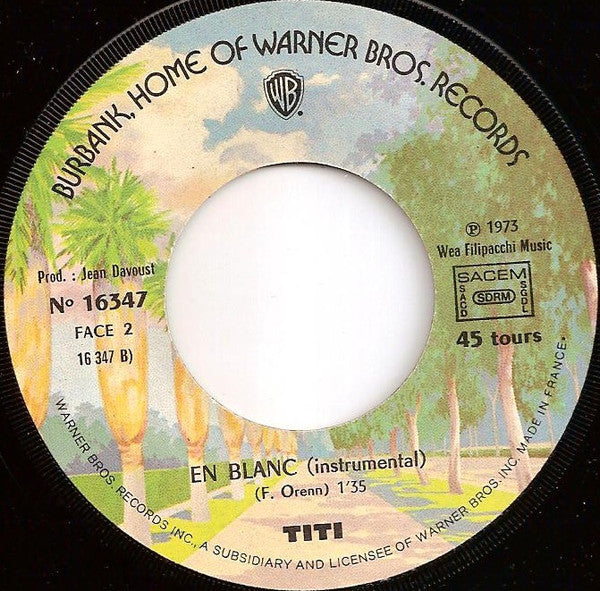 BURBANK, HOME OF WARNER BROS. RECORDS
WB
Prod. : Jean Davoust
No 16347
FACE 2
16 347 B)
℗ 1973
Wea Filipacchi Music
SACEM
SACD
SDRM
SGDL
45 tours
EN BLANC (instrumental)
(F. Orenn) 1'35
TITI
WARNER BROS. RECORDS INC., A SUBSIDIARY AND LICENSEE OF WARNER BROS. INC. MADE IN FRANCE.